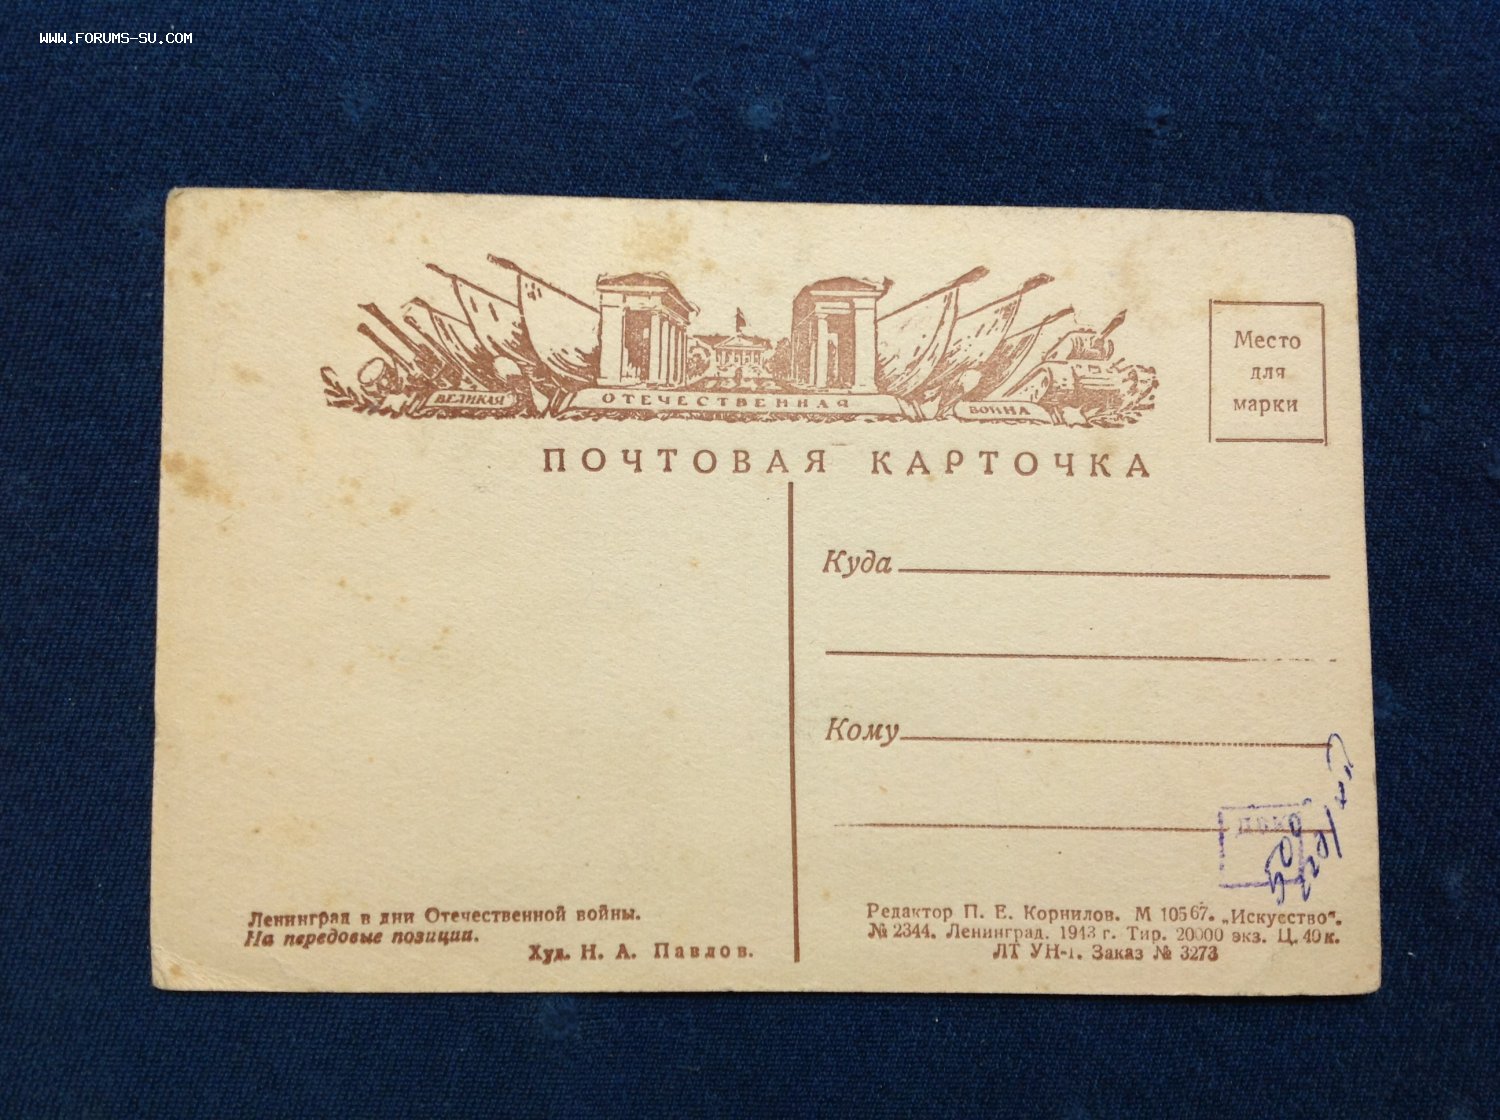 WWW.FORUMS-SU.COM
ВЕЛИКАЯ ОТЕЧЕСТВЕННАЯ ВОЙНА
ПОЧТОВАЯ КАРТОЧКА
Место
для
марки
Куда
Кому
Ленинград в дни Отечественной войны.
На передовые позиции.
Худ. Н. А. Павлов.
Редактор П. Е. Корнилов. М 10567. „Искусство“.
№ 2344. Ленинград. 1943 г. Тир. 20000 экз. Ц. 40 к.
ЛТ УН-1. Заказ № 3273